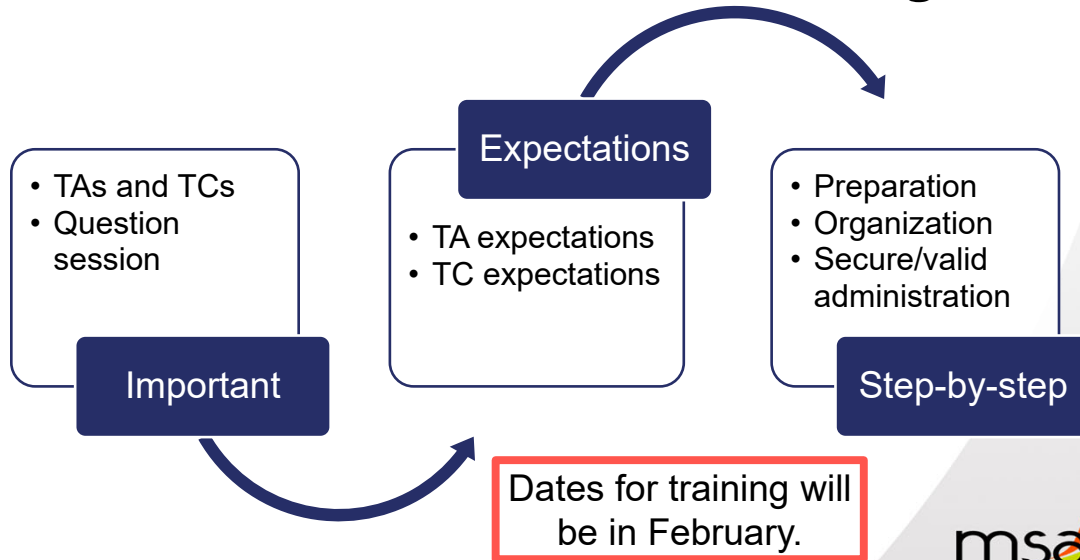 • TAs and TCs
• Question
session
Important
Expectations
• TA expectations
• TC expectations
• Preparation
• Organization
• Secure/valid
administration
Step-by-step
Dates for training will
be in February.